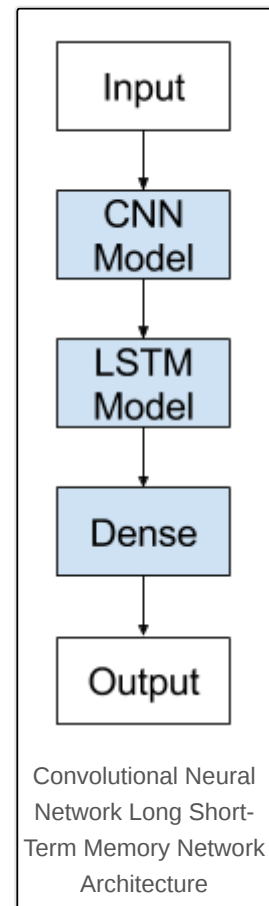 Input
CNN
Model
LSTM
Model
Dense
Output
Convolutional Neural
Network Long Short-
Term Memory Network
Architecture